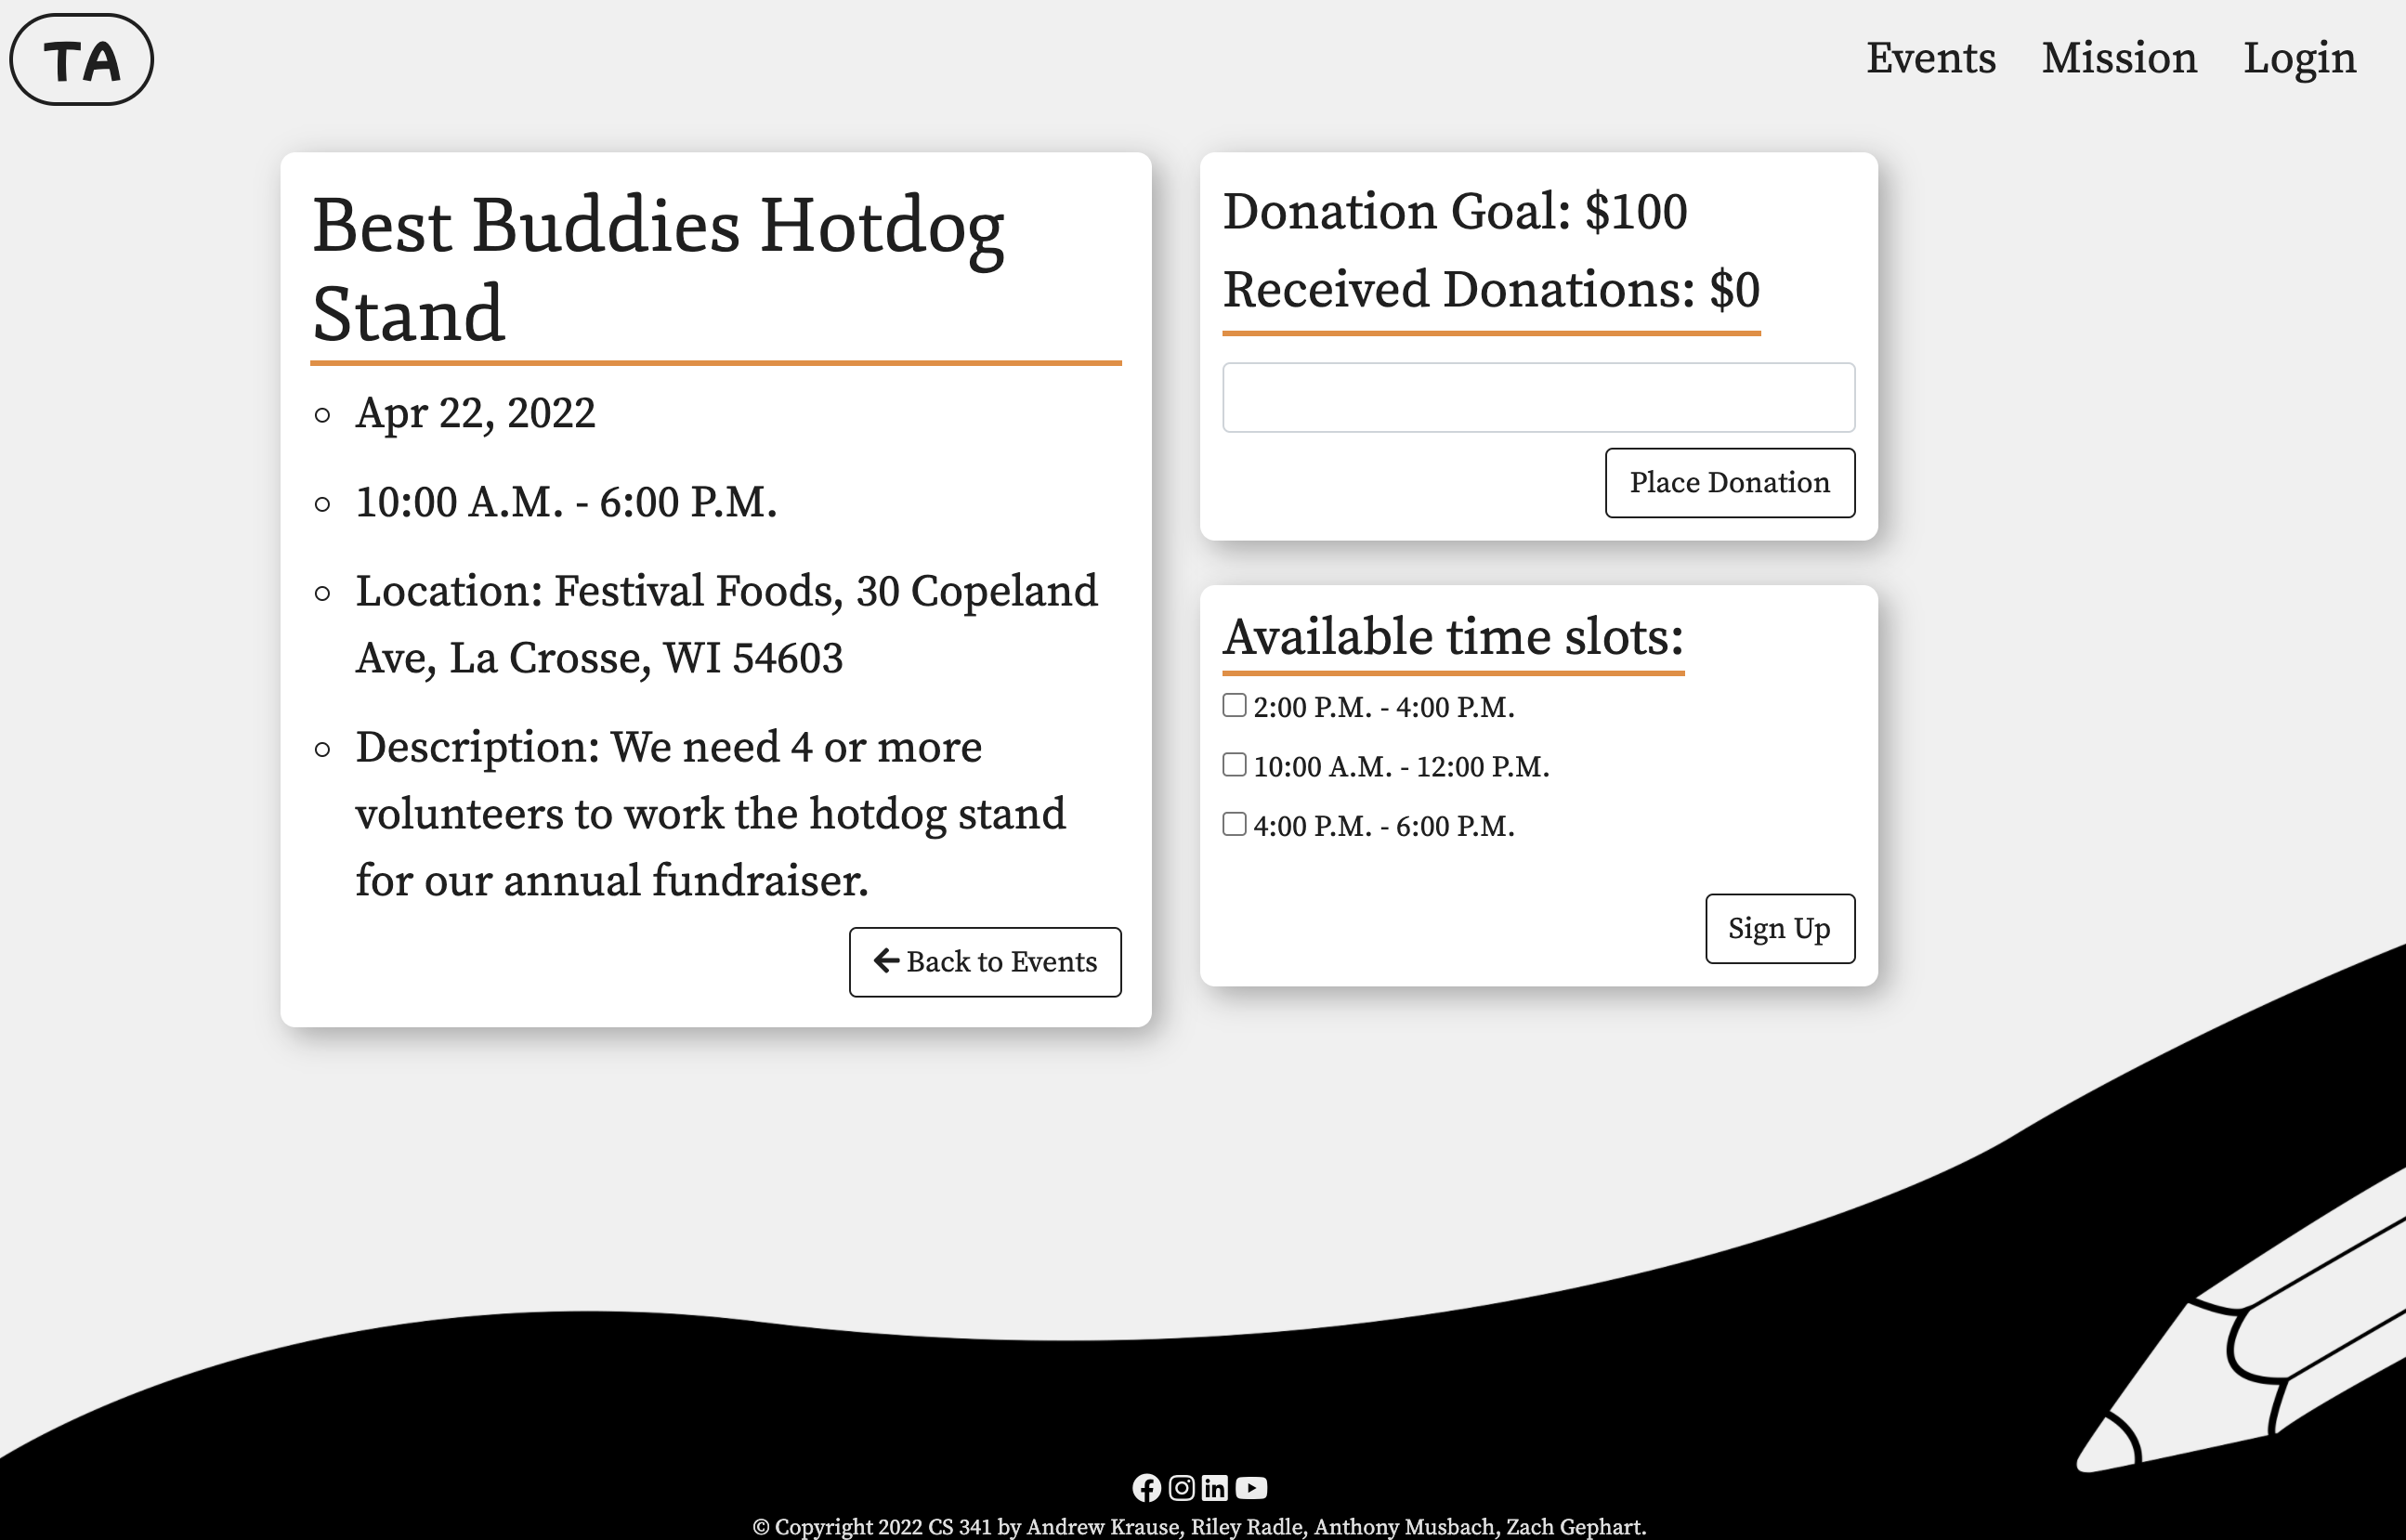 TA
Events Mission Login
Best Buddies Hotdog
Stand
Apr 22, 2022
10:00 A.M. - 6:00 P.M.
Location: Festival Foods, 30 Copeland
Ave, La Crosse, WI 54603
Description: We need 4 or more
volunteers to work the hotdog stand
for our annual fundraiser.
Back to Events
Donation Goal: $100
Received Donations: $0
Place Donation
Available time slots:
2:00 P.M. - 4:00 P.M.
10:00 A.M. - 12:00 P.M.
4:00 P.M. - 6:00 P.M.
Sign Up
© Copyright 2022 CS 341 by Andrew Krause, Riley Radle, Anthony Musbach, Zach Gephart.